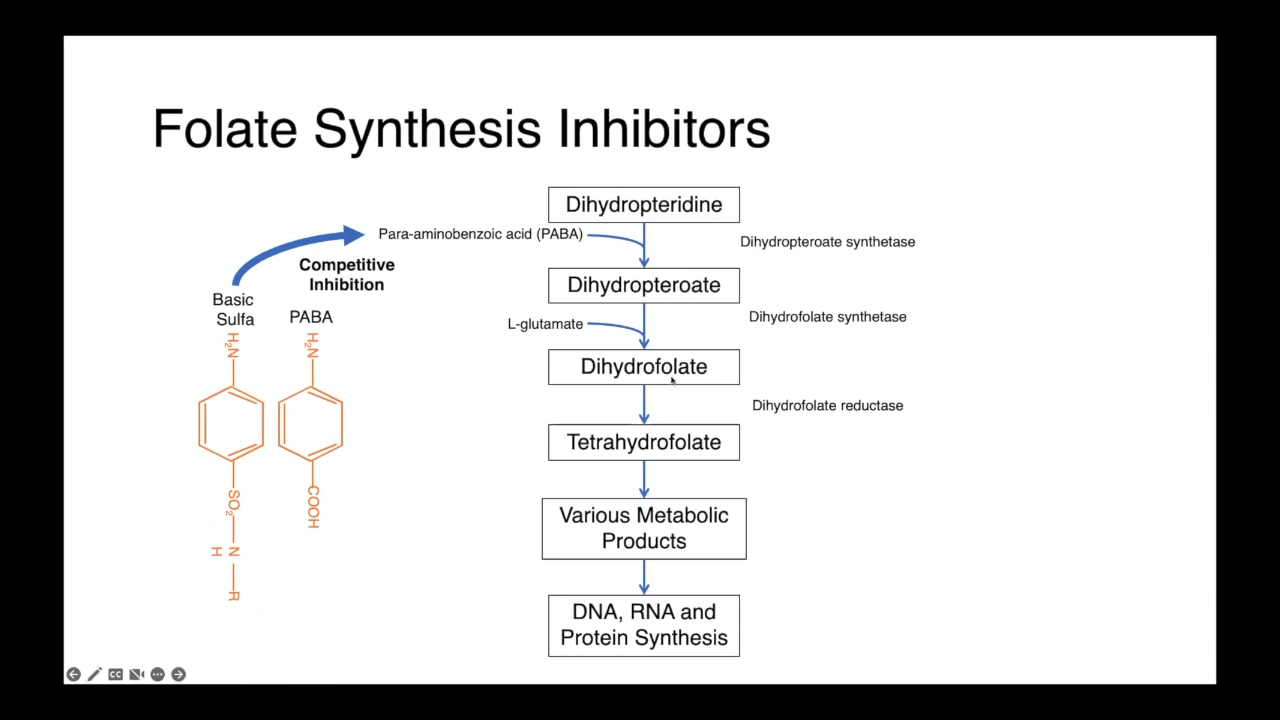 Folate Synthesis Inhibitors
Dihydropteridine
Para-aminobenzoic acid (PABA)
Dihydropteroate synthetase
Competitive
Inhibition
Dihydropteroate
Basic
Sulfa
PABA
L-glutamate
Dihydrofolate synthetase
H₂N
H₂N
Dihydrofolate
Dihydrofolate reductase
Tetrahydrofolate
SO₂
COOH
H N
R
Various Metabolic
Products
DNA, RNA and
Protein Synthesis
CC